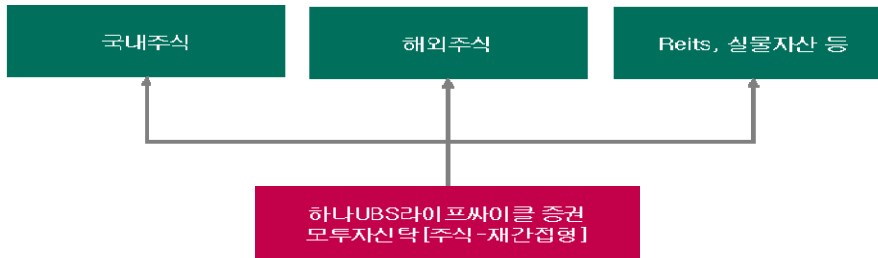 국내주식
해외주식
Reits, 실물자산 등
하나UBS라이프싸이클 증권
모투자신탁[주식-재간접형]